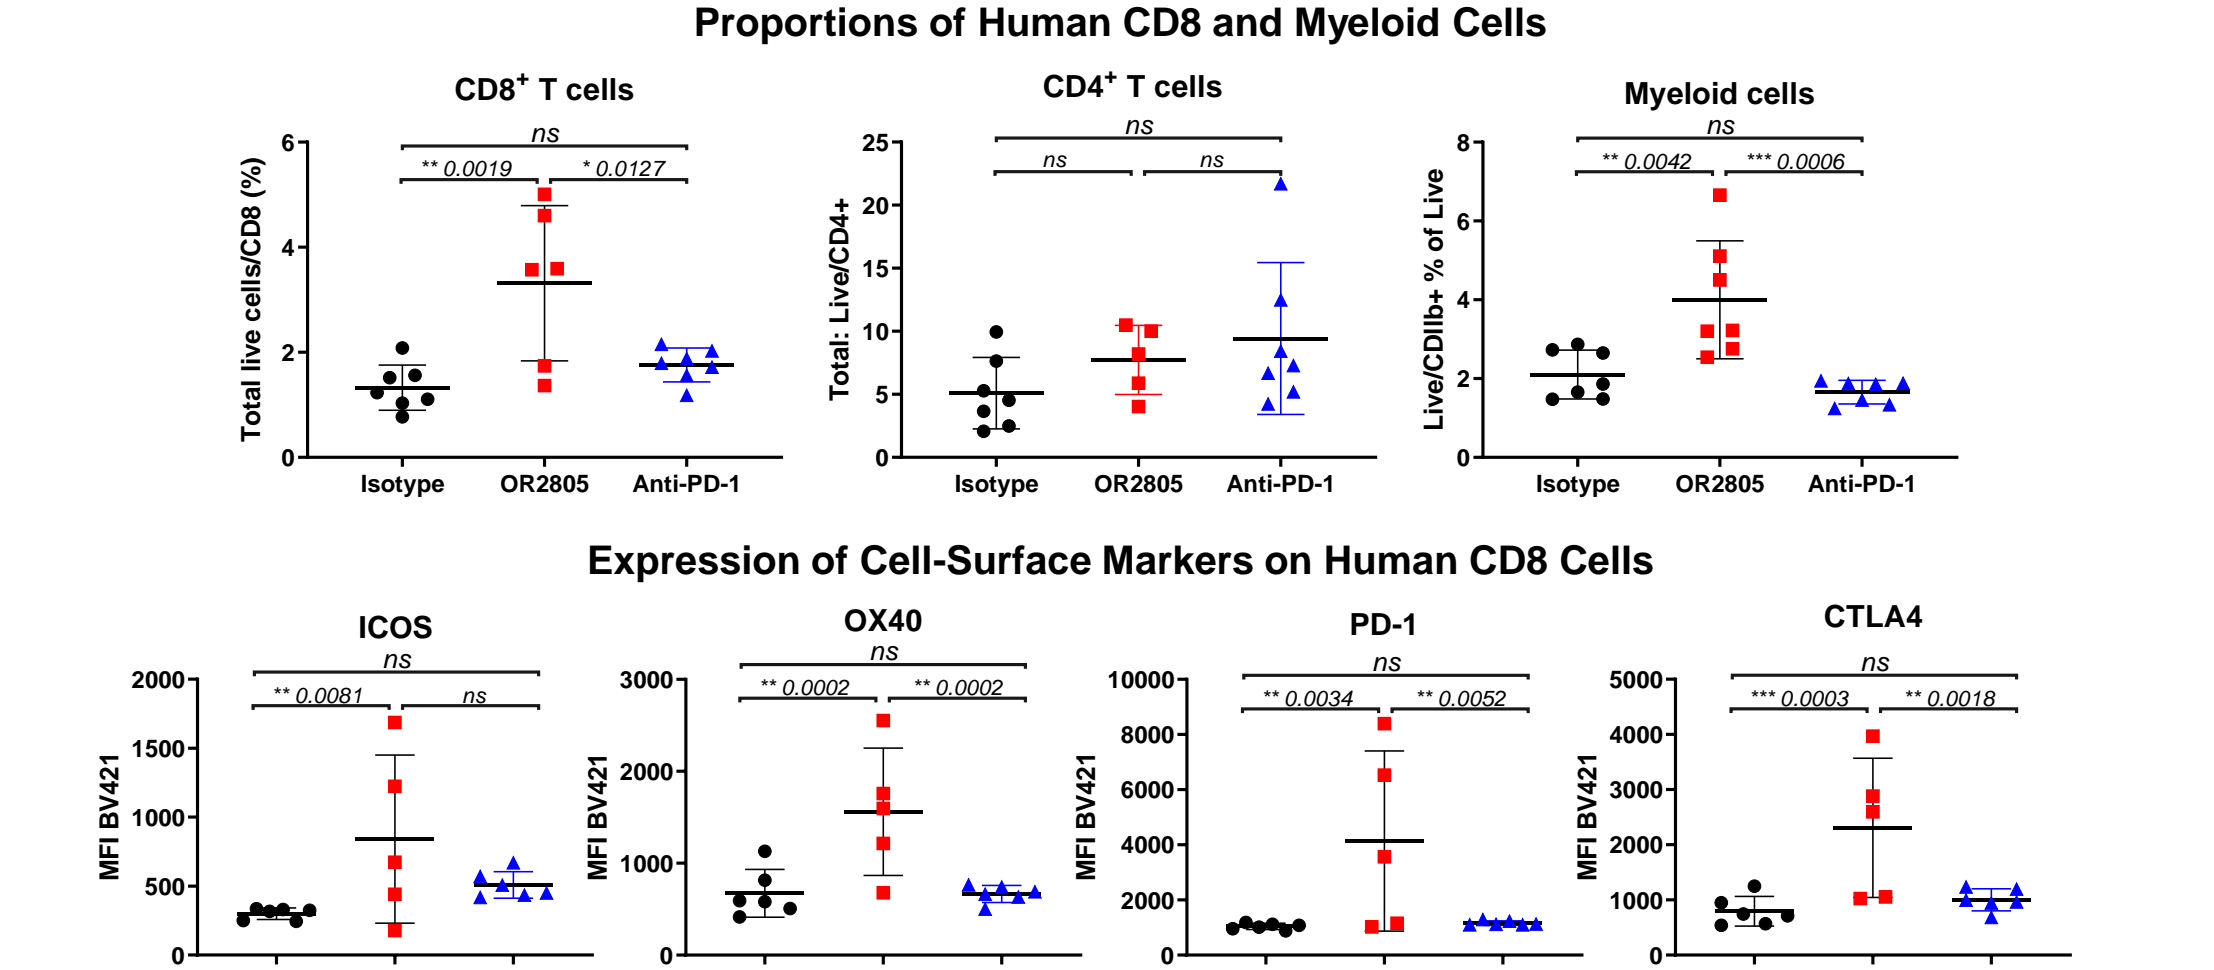 Proportions of Human CD8 and Myeloid Cells
CD8+ T cells
ns
** 0.0019
* 0.0127
Total live cells/CD8 (%)
6
4
2
0
Isotype
OR2805
Anti-PD-1
CD4+ T cells
ns
ns
ns
Total: Live/CD4+
25
20
15
10
5
0
Isotype
OR2805
Anti-PD-1
Myeloid cells
ns
** 0.0042
*** 0.0006
Live/CDIIb+ % of Live
8
6
4
2
0
Isotype
OR2805
Anti-PD-1
Expression of Cell-Surface Markers on Human CD8 Cells
ICOS
ns
** 0.0081
ns
MFI BV421
2000
1500
1000
500
0
OX40
ns
** 0.0002
** 0.0002
MFI BV421
3000
2000
1000
0
PD-1
ns
** 0.0034
** 0.0052
MFI BV421
10000
8000
6000
4000
2000
0
CTLA4
ns
*** 0.0003
** 0.0018
MFI BV421
5000
4000
3000
2000
1000
0